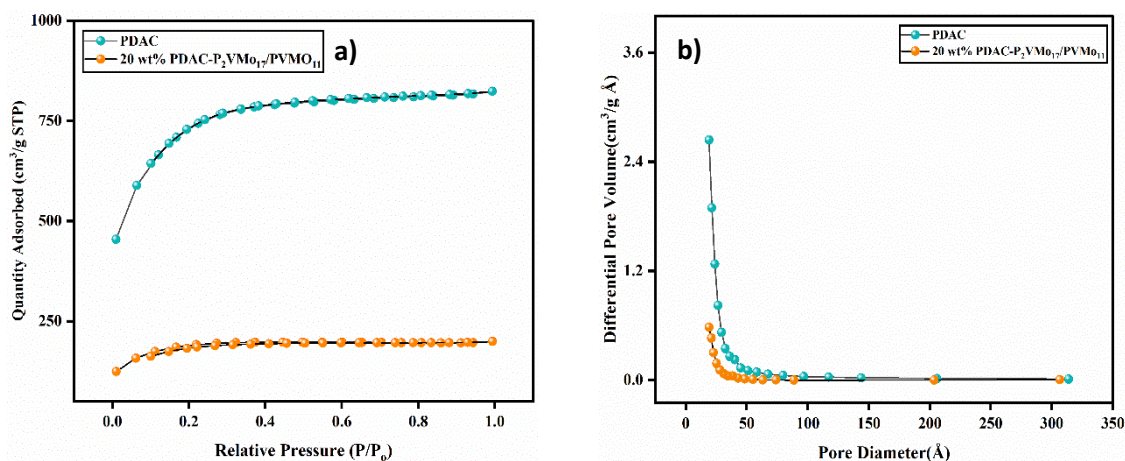 a)
PDAC
20 wt% PDAC-P₂VMo₁₇/PVMO₁₁
Quantity Adsorbed (cm³/g STP)
1000
750
500
250
0.0 0.2 0.4 0.6 0.8 1.0
Relative Pressure (P/Pₒ)
b)
PDAC
20 wt% PDAC-P₂VMo₁₇/PVMO₁₁
Differential Pore Volume(cm³/g Å)
3.6
2.4
1.2
0.0
0 50 100 150 200 250 300 350
Pore Diameter(Å)